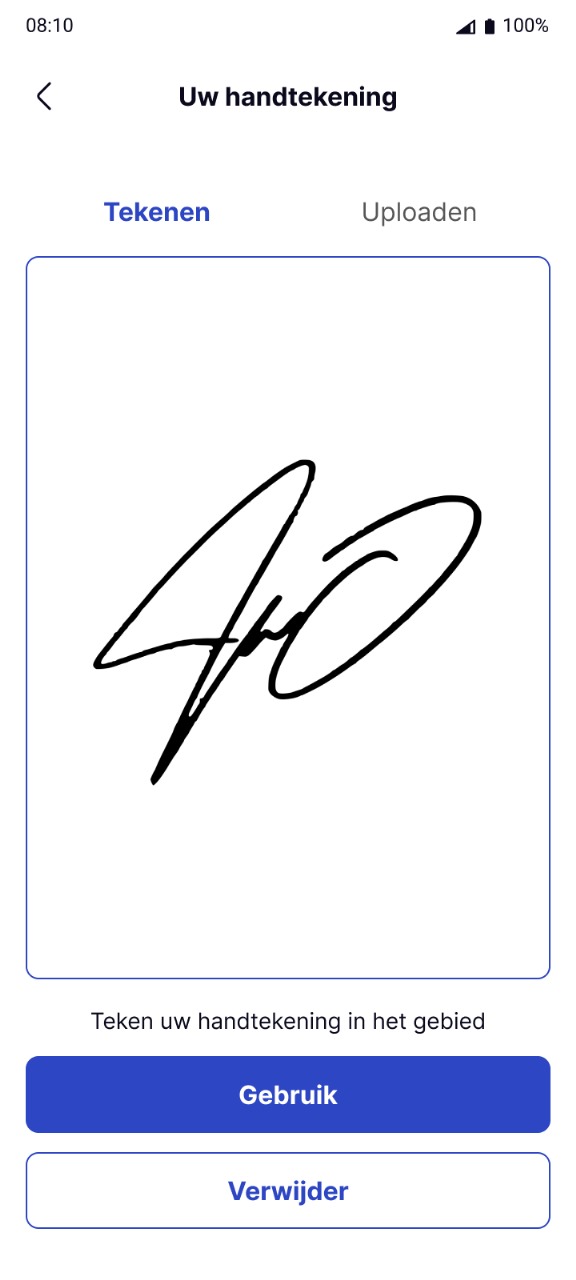 08:10 100%
Uw handtekening
Tekenen Uploaden
Teken uw handtekening in het gebied
Gebruik
Verwijder